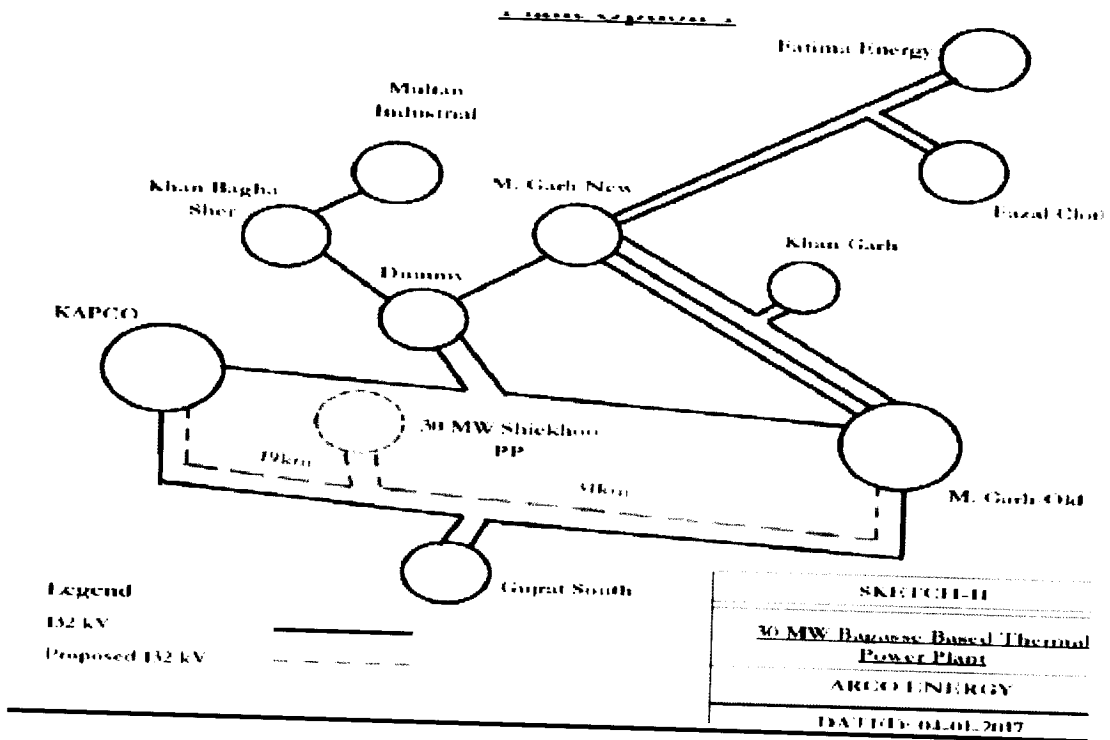 Fatima Energy
Multan
Industrial
Khan Bagha
Sher
M. Garh New
Khan Garh
Dummy
KAPCO
30 MW Shiekhoo
PP
19km
31km
M. Garh Old
Gujrat South
Legend
132 kV
Proposed 132 kV
SKETCH-II
30 MW Bagasse Based Thermal
Power Plant
ARCO ENERGY
DATED: 04-01-2017